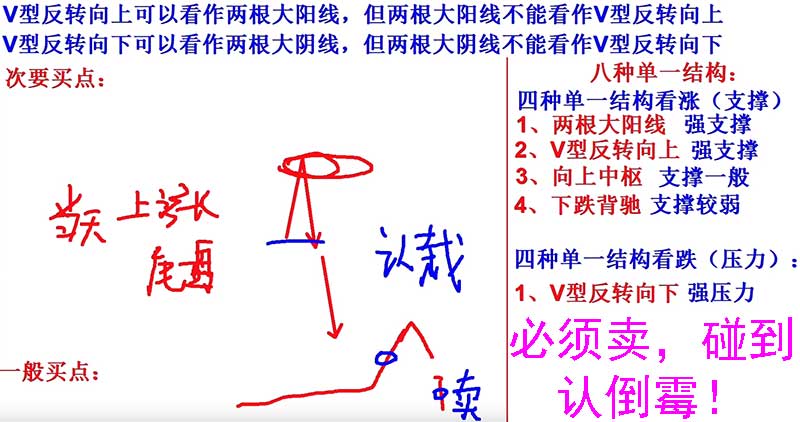 V型反转向上可以看作两根大阳线，但两根大阳线不能看作V型反转向上
V型反转向下可以看作两根大阴线，但两根大阴线不能看作V型反转向下
次要买点：
当天 上涨
尾盘
认栽
卖
一般买点：
八种单一结构：
四种单一结构看涨（支撑）
1、两根大阳线 强支撑
2、V型反转向上 强支撑
3、向上中枢 支撑一般
4、下跌背驰 支撑较弱
四种单一结构看跌（压力）：
1、V型反转向下 强压力
必须卖，碰到
认倒霉！